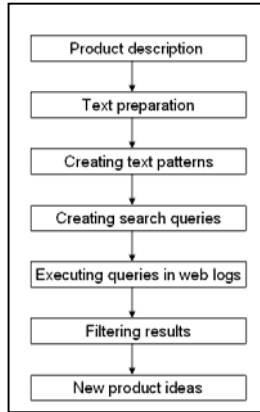 Product description
Text preparation
Creating text patterns
Creating search queries
Executing queries in web logs
Filtering results
New product ideas